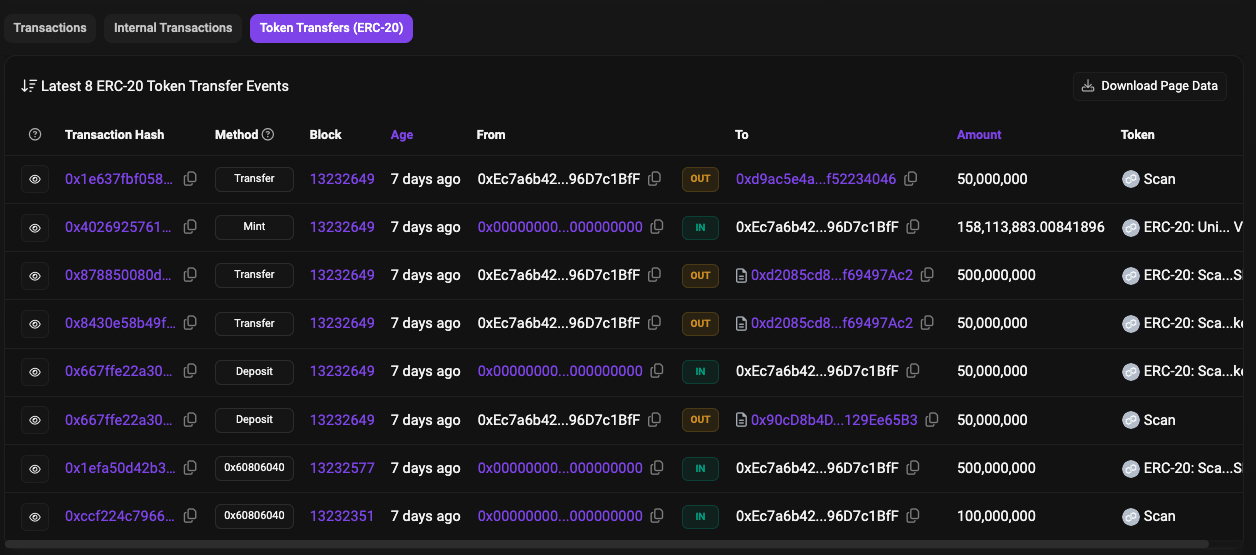 Transactions Internal Transactions Token Transfers (ERC-20)
Latest 8 ERC-20 Token Transfer Events Download Page Data
Transaction Hash Method Block Age From To Amount Token
0x1e637fbf058... Transfer 13232649 7 days ago 0xEc7a6b42...96D7c1BfF OUT 0xd9ac5e4a...f52234046 50,000,000 Scan
0x4026925761... Mint 13232649 7 days ago 0x00000000...000000000 IN 0xEc7a6b42...96D7c1BfF 158,113,883.00841896 ERC-20: Uni... V
0x878850080d... Transfer 13232649 7 days ago 0xEc7a6b42...96D7c1BfF OUT 0xd2085cd8...f69497Ac2 500,000,000 ERC-20: Sca...S
0x8430e58b49f... Transfer 13232649 7 days ago 0xEc7a6b42...96D7c1BfF OUT 0xd2085cd8...f69497Ac2 50,000,000 ERC-20: Sca...ke
0x667ffe22a30... Deposit 13232649 7 days ago 0x00000000...000000000 IN 0xEc7a6b42...96D7c1BfF 50,000,000 ERC-20: Sca...ke
0x667ffe22a30... Deposit 13232649 7 days ago 0xEc7a6b42...96D7c1BfF OUT 0x90cD8b4D...129Ee65B3 50,000,000 Scan
0x1efa50d42b3... 0x60806040 13232577 7 days ago 0x00000000...000000000 IN 0xEc7a6b42...96D7c1BfF 500,000,000 ERC-20: Sca...S
0xccf224c7966... 0x60806040 13232351 7 days ago 0x00000000...000000000 IN 0xEc7a6b42...96D7c1BfF 100,000,000 Scan